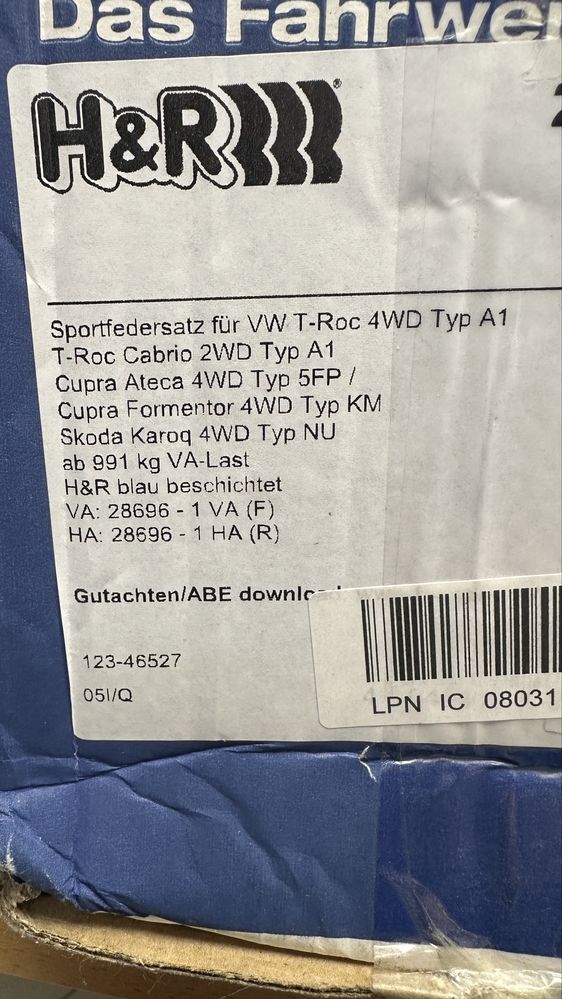 Das Fahrwe
H&R®
Sportfedersatz für VW T-Roc 4WD Typ A1
T-Roc Cabrio 2WD Typ A1
Cupra Ateca 4WD Typ 5FP /
Cupra Formentor 4WD Typ KM
Skoda Karoq 4WD Typ NU
ab 991 kg VA-Last
H&R blau beschichtet
VA: 28696 - 1 VA (F)
HA: 28696 - 1 HA (R)
Gutachten/ABE downl
123-46527
05I/Q
LPN IC 08031